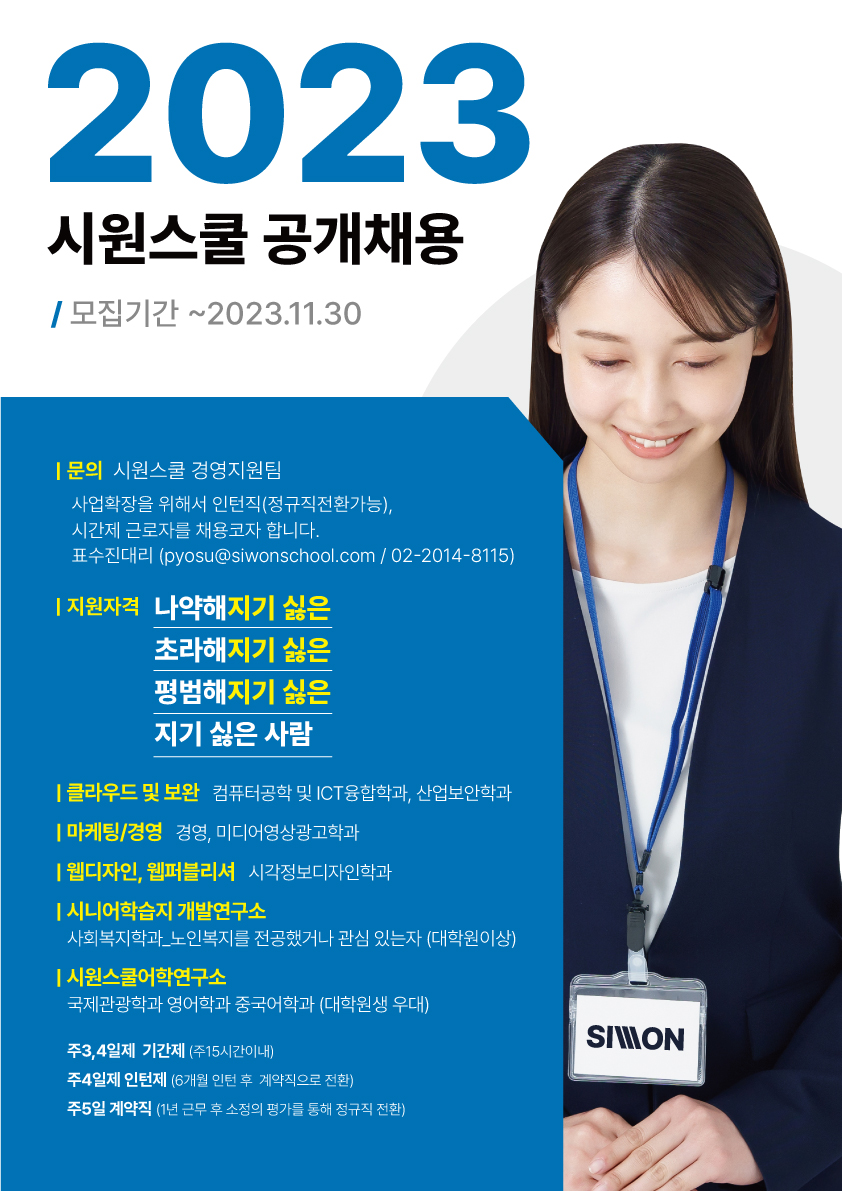 2023
시원스쿨 공개채용
/ 모집기간 ~2023.11.30
| 문의 시원스쿨 경영지원팀
사업확장을 위해서 인턴직(정규직전환가능),
시간제 근로자를 채용코자 합니다.
표수진대리 (pyosu@siwonschool.com / 02-2014-8115)
| 지원자격 나약해지기 싫은
초라해지기 싫은
평범해지기 싫은
지기 싫은 사람
| 클라우드 및 보완 컴퓨터공학 및 ICT융합학과, 산업보안학과
| 마케팅/경영 경영, 미디어영상광고학과
| 웹디자인, 웹퍼블리셔 시각정보디자인학과
| 시니어학습지 개발연구소
사회복지학과_노인복지를 전공했거나 관심 있는자 (대학원이상)
| 시원스쿨어학연구소
국제관광학과 영어학과 중국어학과 (대학원생 우대)
주3,4일제 기간제 (주15시간이내)
주4일제 인턴제 (6개월 인턴 후 계약직으로 전환)
주5일 계약직 (1년 근무 후 소정의 평가를 통해 정규직 전환)
SIWON